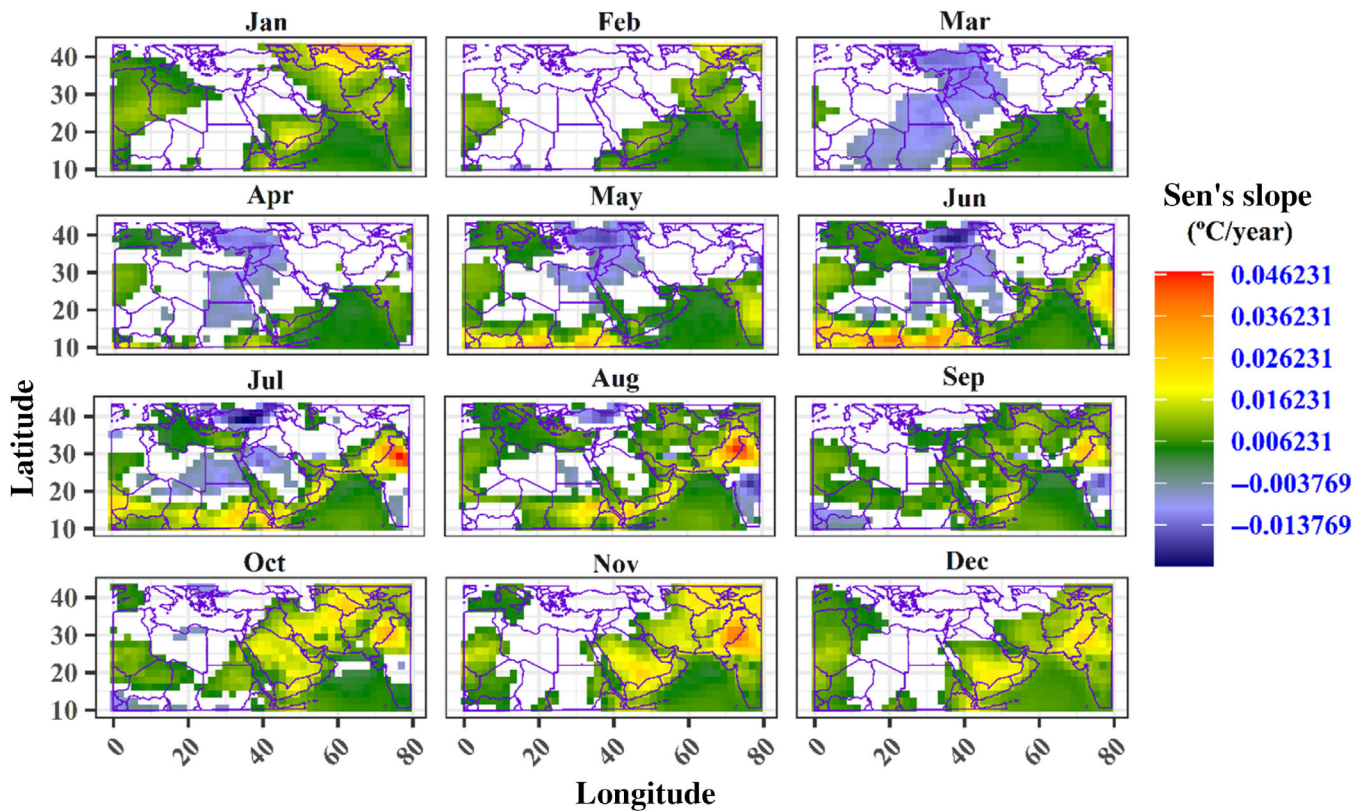 Jan Feb Mar
40
30
20
10
Apr May Jun
40
30
20
10
Jul Aug Sep
40
30
20
10
Oct Nov Dec
40
30
20
10
0 20 40 60 80 0 20 40 60 80 0 20 40 60 80
Latitude
Longitude
Sen's slope
(°C/year)
0.046231
0.036231
0.026231
0.016231
0.006231
−0.003769
−0.013769